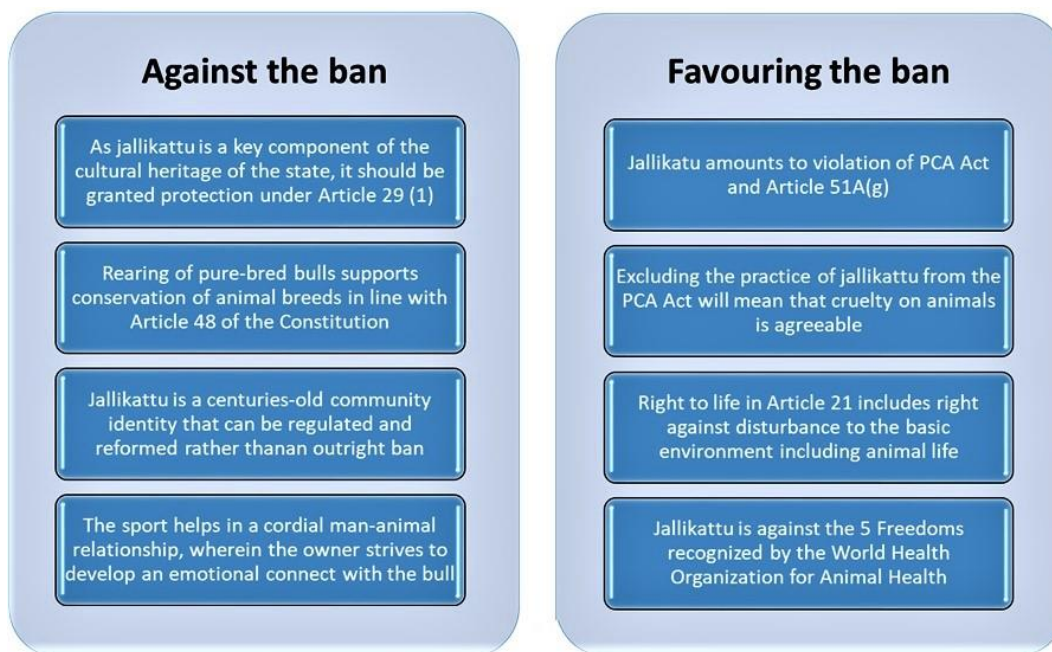 Against the ban
As jallikattu is a key component of the
cultural heritage of the state, it should be
granted protection under Article 29 (1)
Rearing of pure-bred bulls supports
conservation of animal breeds in line with
Article 48 of the Constitution
Jallikattu is a centuries-old community
identity that can be regulated and
reformed rather thanan outright ban
The sport helps in a cordial man-animal
relationship, wherein the owner strives to
develop an emotional connect with the bull
Favouring the ban
Jallikatu amounts to violation of PCA Act
and Article 51A(g)
Excluding the practice of jallikattu from the
PCA Act will mean that cruelty on animals
is agreeable
Right to life in Article 21 includes right
against disturbance to the basic
environment including animal life
Jallikattu is against the 5 Freedoms
recognized by the World Health
Organization for Animal Health